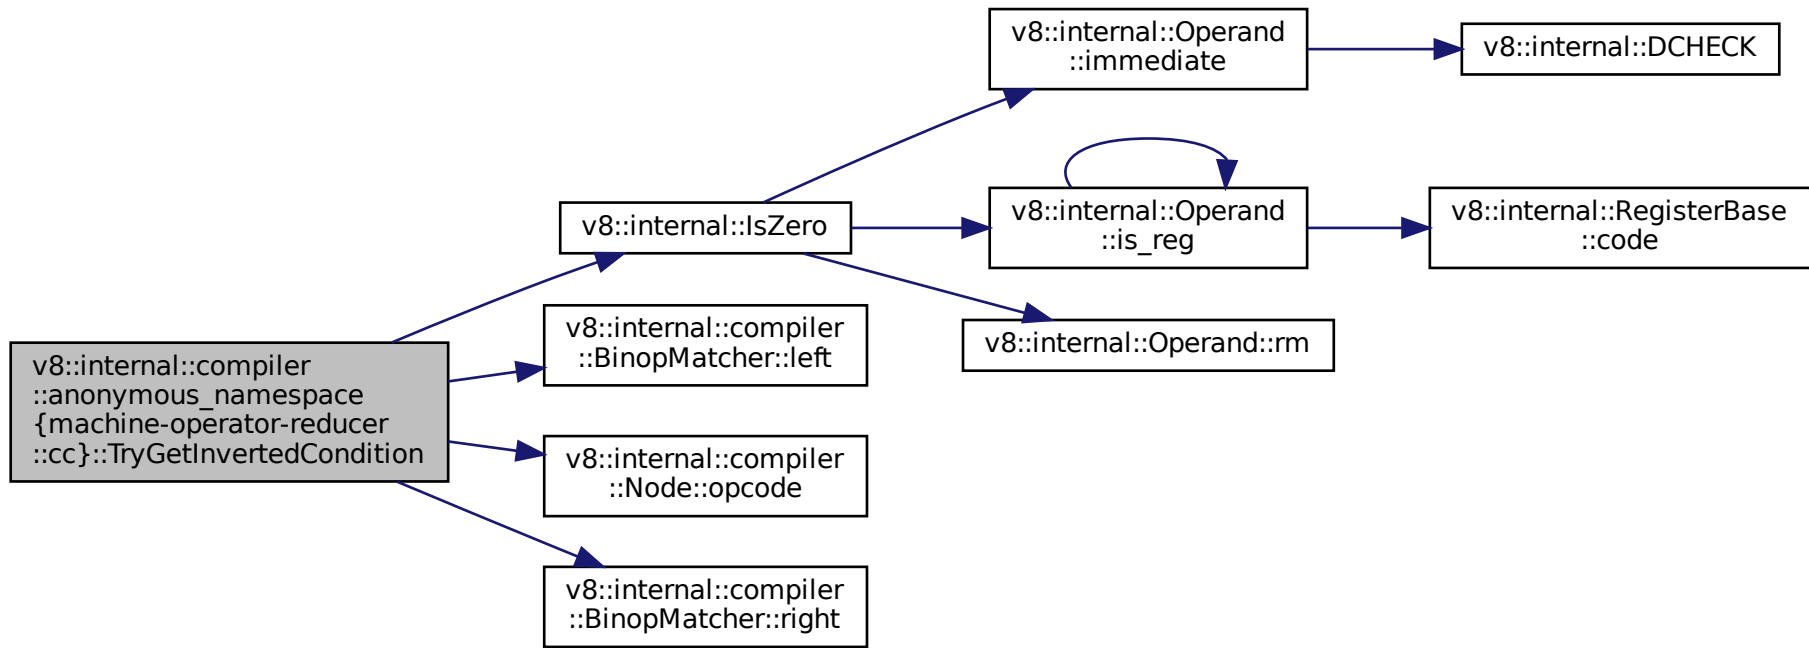 v8::internal::Operand
::immediate
v8::internal::DCHECK
v8::internal::IsZero
v8::internal::Operand
::is_reg
v8::internal::RegisterBase
::code
v8::internal::compiler
::BinopMatcher::left
v8::internal::Operand::rm
v8::internal::compiler
::anonymous_namespace
{machine-operator-reducer
::cc}::TryGetInvertedCondition
v8::internal::compiler
::Node::opcode
v8::internal::compiler
::BinopMatcher::right